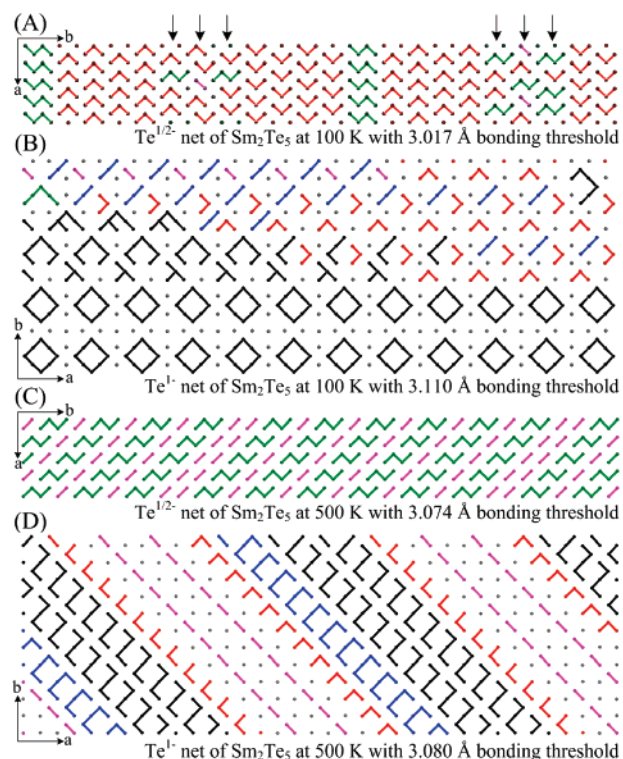 (A)
b
a
Te1/2- net of Sm2Te5 at 100 K with 3.017 Å bonding threshold
(B)
b
a
Te1- net of Sm2Te5 at 100 K with 3.110 Å bonding threshold
(C)
b
a
Te1/2- net of Sm2Te5 at 500 K with 3.074 Å bonding threshold
(D)
b
a
Te1- net of Sm2Te5 at 500 K with 3.080 Å bonding threshold